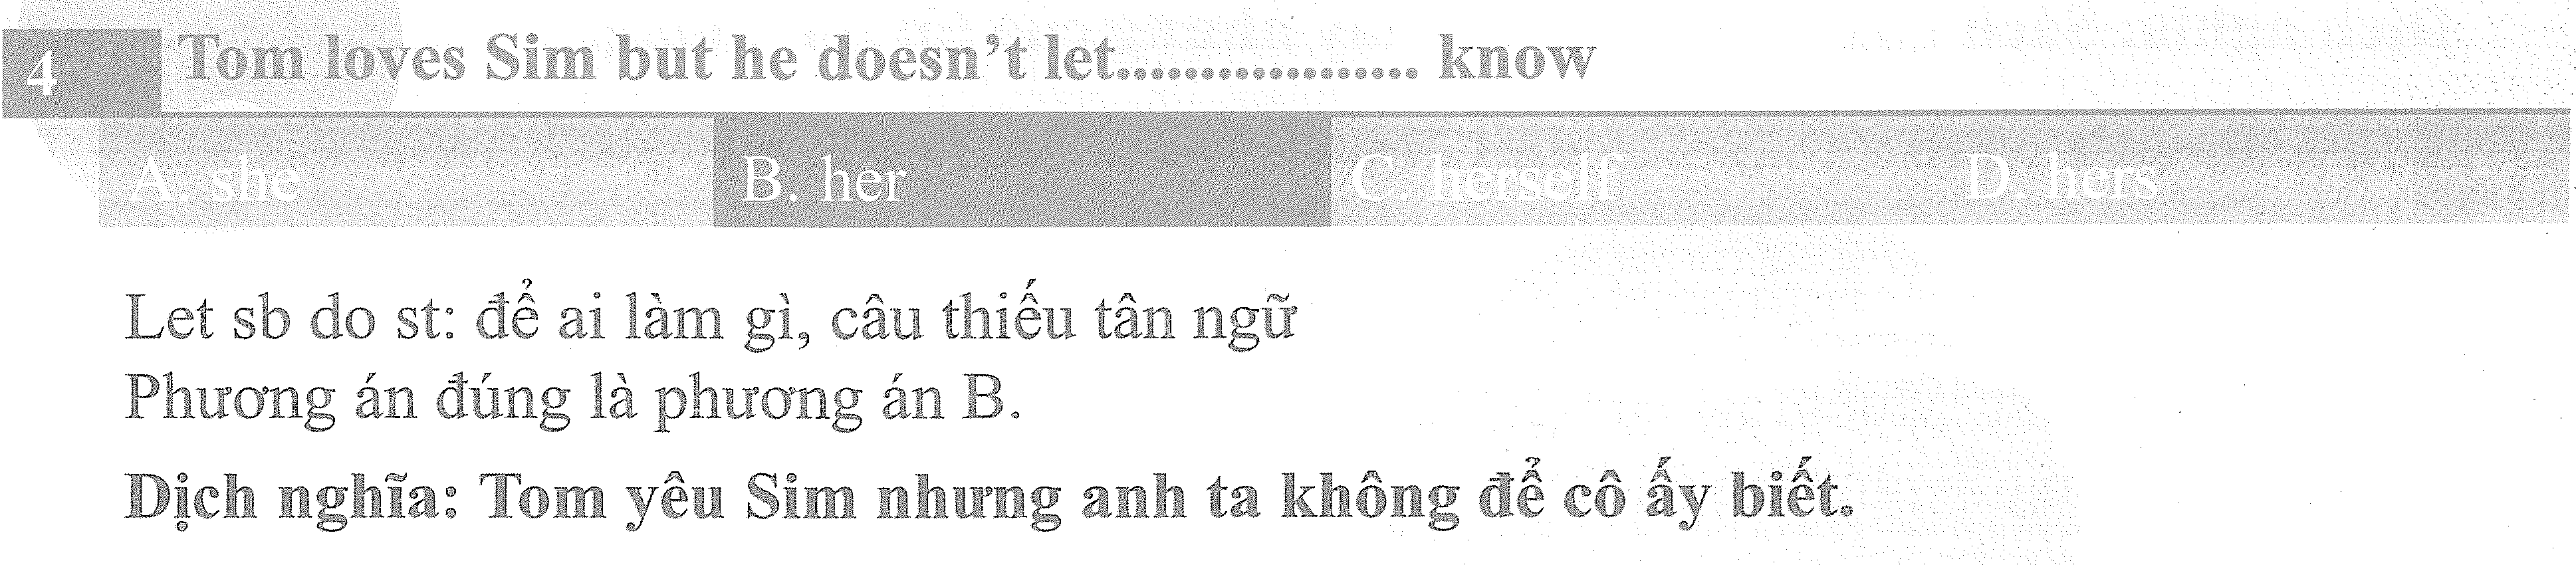 4 Tom loves Sim but he doesn't let................. know
A. she B. her C. herself D. hers
Let sb do st: để ai làm gì, câu thiếu tân ngữ
Phương án đúng là phương án B.
Dịch nghĩa: Tom yêu Sim nhưng anh ta không để cô ấy biết.